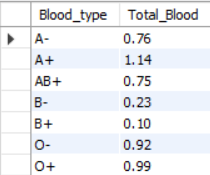 Blood_type Total_Blood
A- 0.76
A+ 1.14
AB+ 0.75
B- 0.23
B+ 0.10
O- 0.92
O+ 0.99